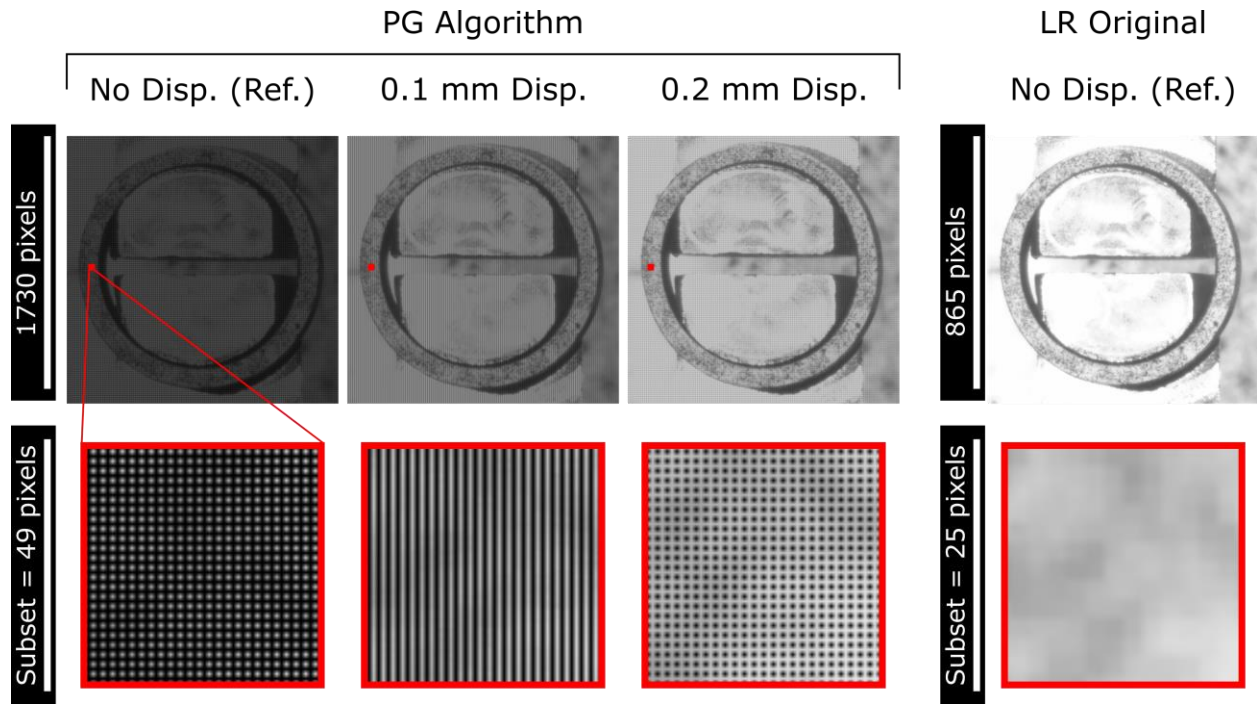 PG Algorithm
LR Original
No Disp. (Ref.)
0.1 mm Disp.
0.2 mm Disp.
No Disp. (Ref.)
1730 pixels
865 pixels
Subset = 49 pixels
Subset = 25 pixels